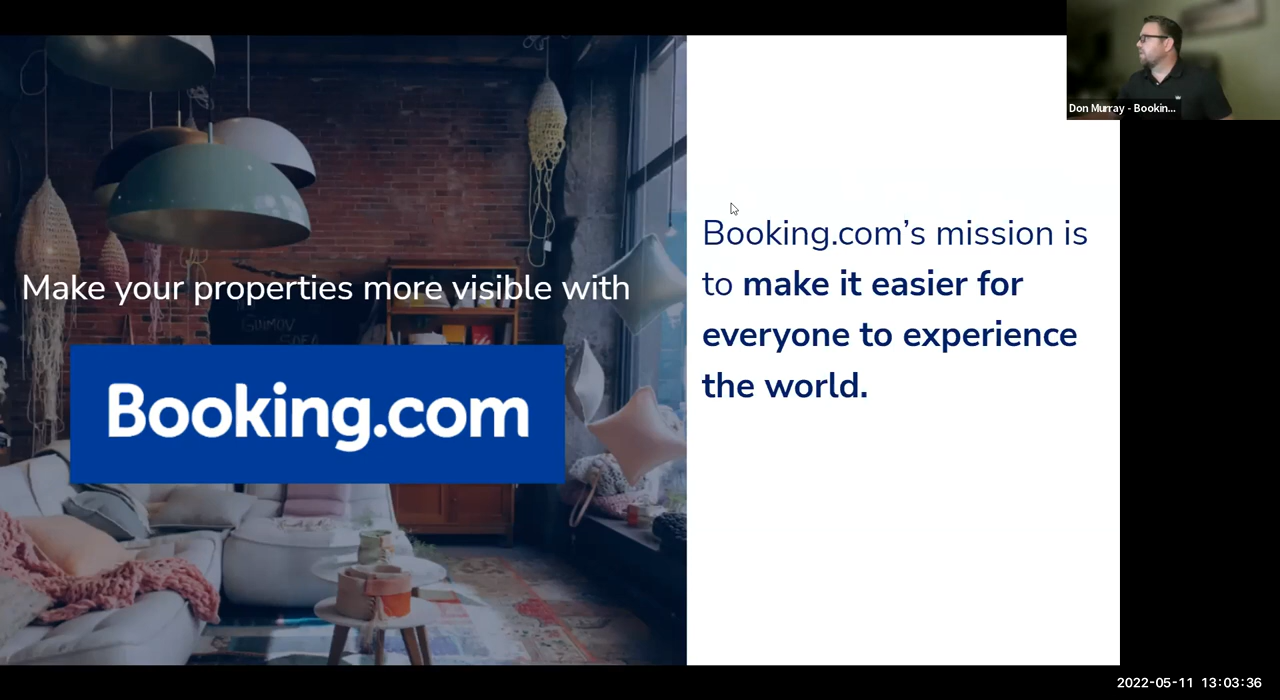 Don Murray - Bookin...
Make your properties more visible with
Booking.com
Booking.com’s mission is
to make it easier for
everyone to experience
the world.
2022-05-11 13:03:36